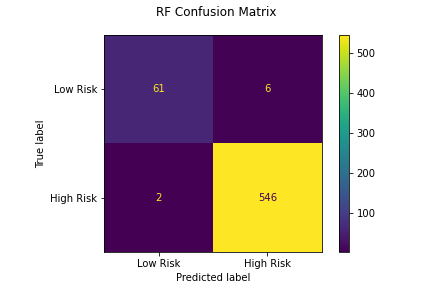 RF Confusion Matrix
Low Risk
61
6
High Risk
2
546
Low Risk
High Risk
True label
Predicted label
500
400
300
200
100